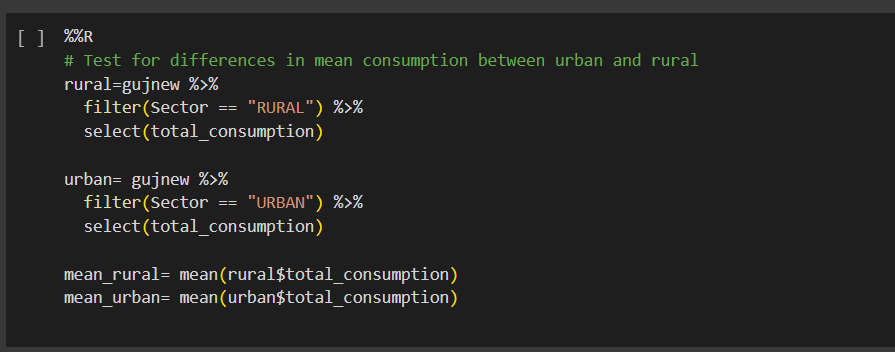 [ ] %%R
# Test for differences in mean consumption between urban and rural
rural=gujnew %>%
  filter(Sector == "RURAL") %>%
  select(total_consumption)

urban= gujnew %>%
  filter(Sector == "URBAN") %>%
  select(total_consumption)

mean_rural= mean(rural$total_consumption)
mean_urban= mean(urban$total_consumption)